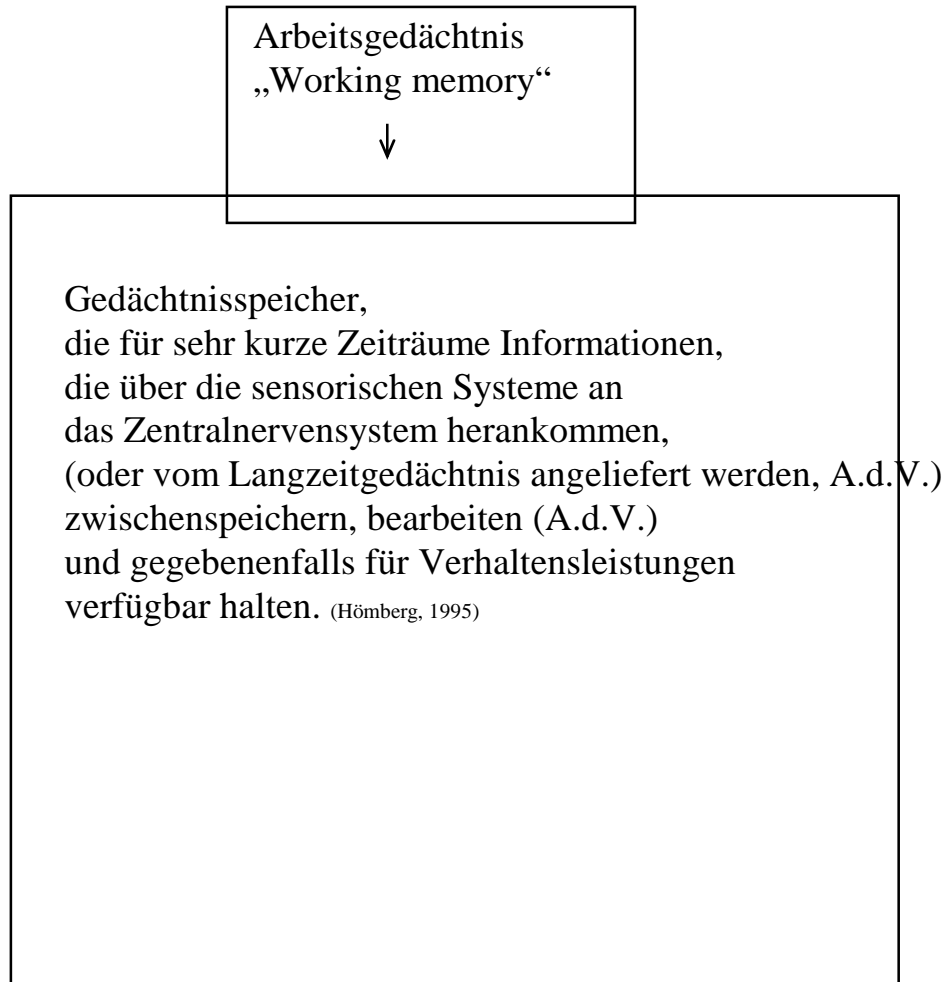 Arbeitsgedächtnis
„Working memory“
Gedächtnisspeicher,
die für sehr kurze Zeiträume Informationen,
die über die sensorischen Systeme an
das Zentralnervensystem herankommen,
(oder vom Langzeitgedächtnis angeliefert werden, A.d.V.)
zwischenspeichern, bearbeiten (A.d.V.)
und gegebenenfalls für Verhaltensleistungen
verfügbar halten. (Hömberg, 1995)